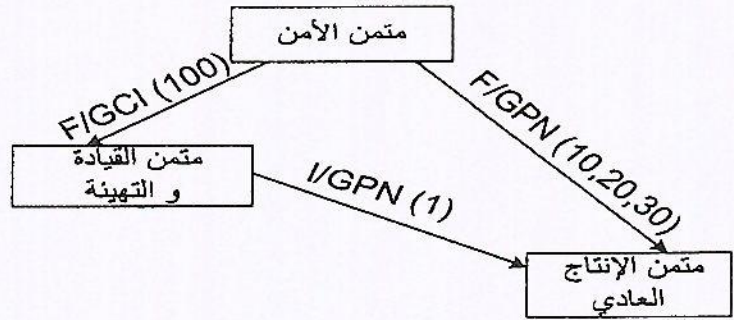 متمن الأمن
F/GCI (100)
F/GPN (10,20,30)
متمن القيادة
و التهيئة
I/GPN (1)
متمن الإنتاج
العادي